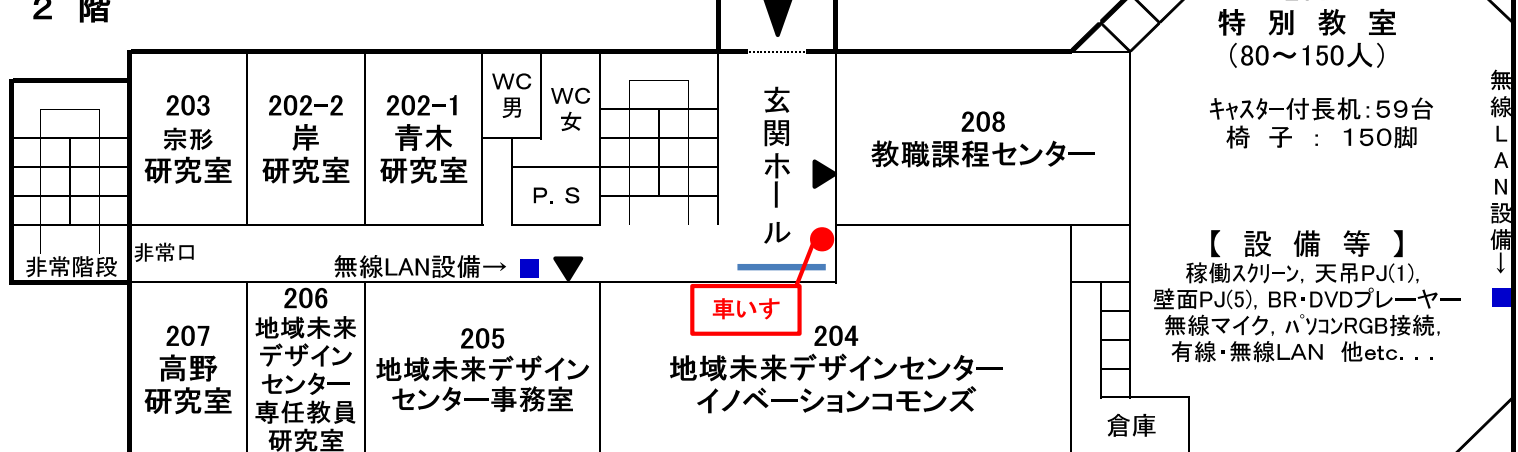 2 階
203
宗形
研究室
202-2
岸
研究室
202-1
青木
研究室
WC
男
WC
女
P. S
玄関ホール
208
教職課程センター
特 別 教 室
(80～150人)
キャスター付長机:59台
椅 子 : 150脚
無線LAN設備→
【 設 備 等 】
稼働スクリーン, 天吊PJ(1),
壁面PJ(5), BR・DVDプレーヤー
無線マイク, パソコンRGB接続,
有線・無線LAN 他etc. . .
非常階段
非常口
無線LAN設備→
車いす
207
高野
研究室
206
地域未来
デザイン
センター
専任教員
研究室
205
地域未来デザイン
センター事務室
204
地域未来デザインセンター
イノベーションコモンズ
倉庫